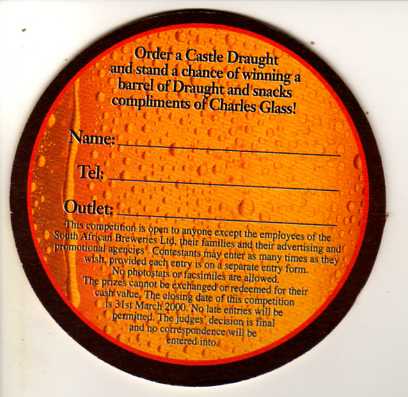 Order a Castle Draught
and stand a chance of winning a
barrel of Draught and snacks
compliments of Charles Glass!
Name:
Tel:
Outlet:
This competition is open to anyone except the employees of the
South African Breweries Ltd, their families and their advertising and
promotional agencies. Contestants may enter as many times as they
wish, provided each entry is on a separate entry form.
No photostats or facsimiles are allowed.
The prizes cannot be exchanged or redeemed for their
cash value. The closing date of this competition
is 31st March 2000. No late entries will be
permitted. The judges' decision is final
and no correspondence will be
entered into.